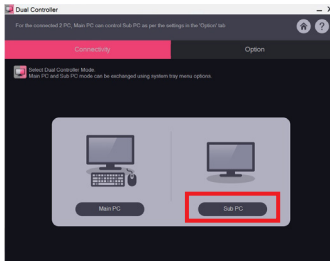 Dual Controller
For the connected 2 PC, Main PC can control Sub PC as per the settings in the 'Option' tab
Connectivity
Option
Select Dual Controller Mode.
Main PC and Sub PC mode can be exchanged using system tray menu options.
Main PC
Sub PC